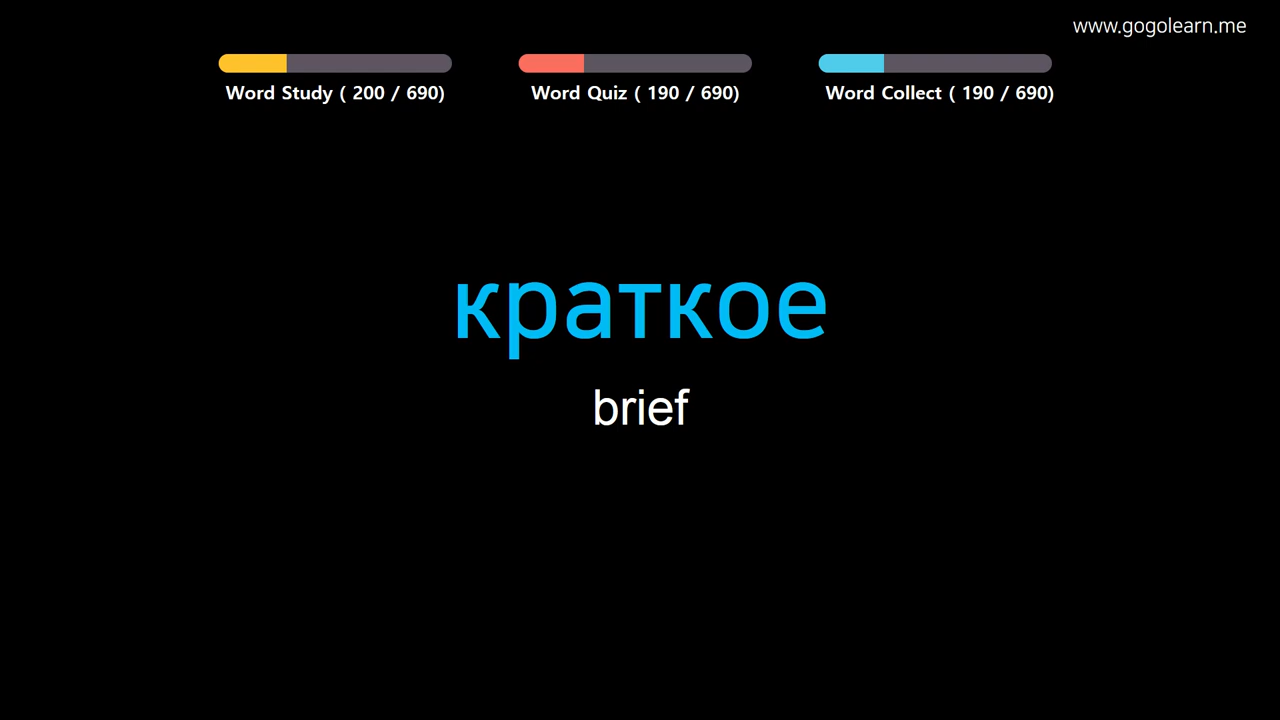 www.gogolearn.me
Word Study ( 200 / 690)
Word Quiz ( 190 / 690)
Word Collect ( 190 / 690)
краткое
brief